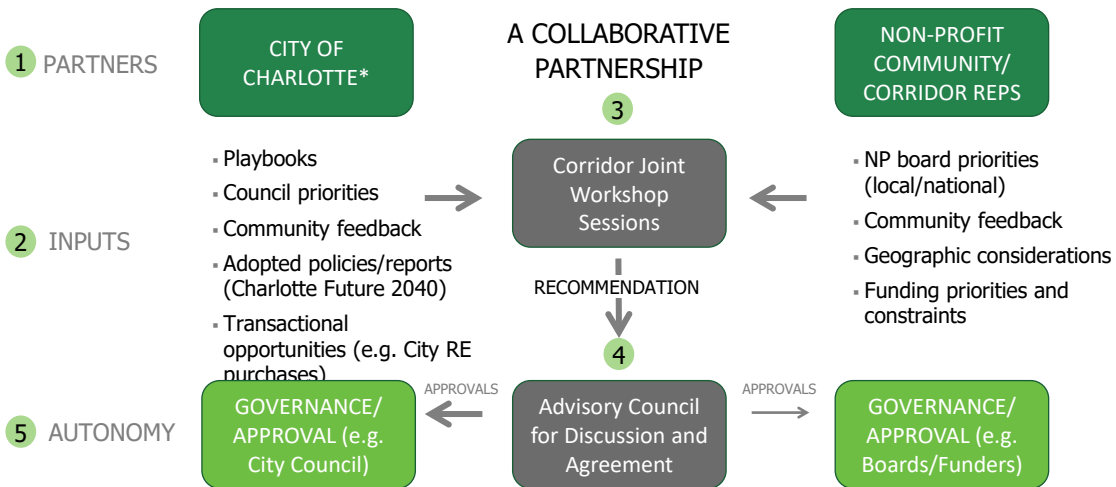 1 PARTNERS
CITY OF
CHARLOTTE*
A COLLABORATIVE
PARTNERSHIP
NON-PROFIT
COMMUNITY/
CORRIDOR REPS
2 INPUTS
▪ Playbooks
▪ Council priorities
▪ Community feedback
▪ Adopted policies/reports
(Charlotte Future 2040)
▪ Transactional
opportunities (e.g. City RE
purchases)
3
Corridor Joint
Workshop
Sessions
RECOMMENDATION
▪ NP board priorities
(local/national)
▪ Community feedback
▪ Geographic considerations
▪ Funding priorities and
constraints
4
5 AUTONOMY
GOVERNANCE/
APPROVAL (e.g.
City Council)
APPROVALS
Advisory Council
for Discussion and
Agreement
APPROVALS
GOVERNANCE/
APPROVAL (e.g.
Boards/Funders)